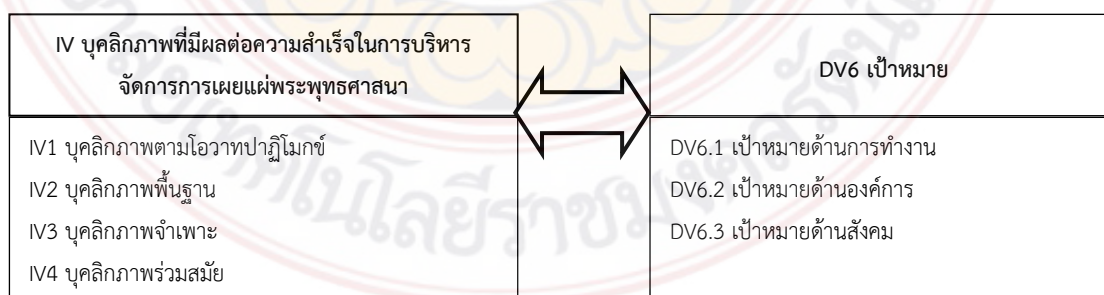 IV บุคลิกภาพที่มีผลต่อความสำเร็จในการบริหาร
จัดการการเผยแผ่พระพุทธศาสนา
IV1 บุคลิกภาพตามโอวาทปาฏิโมกข์
IV2 บุคลิกภาพพื้นฐาน
IV3 บุคลิกภาพจำเพาะ
IV4 บุคลิกภาพร่วมสมัย
DV6 เป้าหมาย
DV6.1 เป้าหมายด้านการทำงาน
DV6.2 เป้าหมายด้านองค์การ
DV6.3 เป้าหมายด้านสังคม